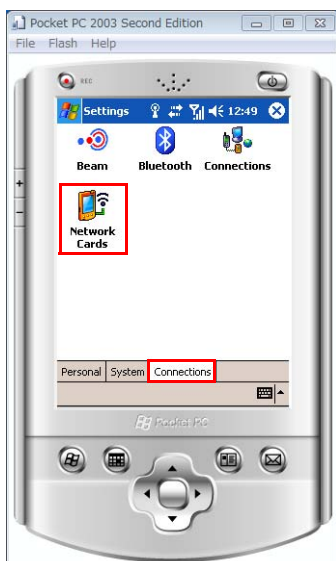 Pocket PC 2003 Second Edition
File Flash Help
REC
Settings 12:49
Beam Bluetooth Connections
Network
Cards
Personal System Connections
Pocket PC